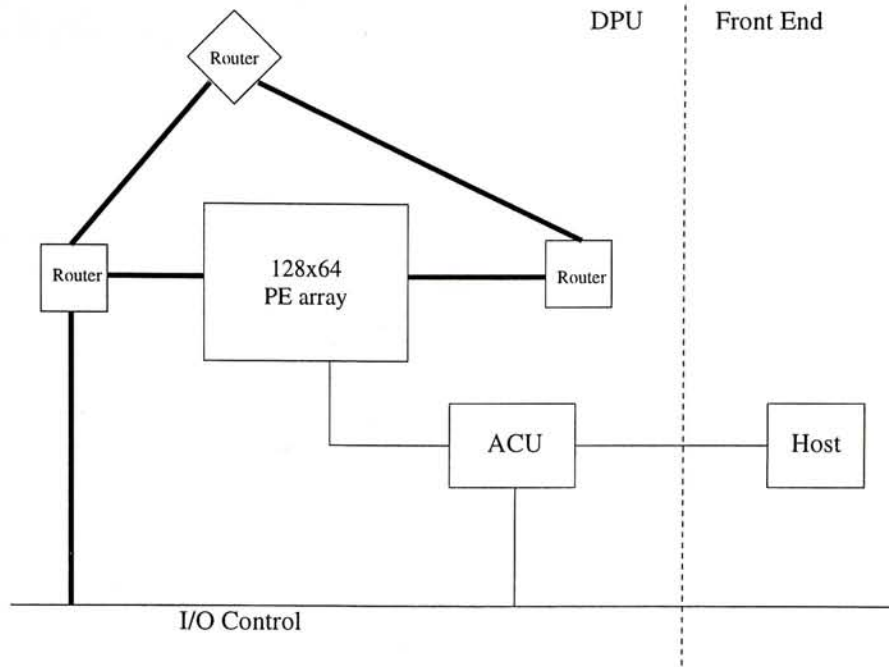 DPU
Front End
Router
Router
128x64
PE array
Router
ACU
Host
I/O Control